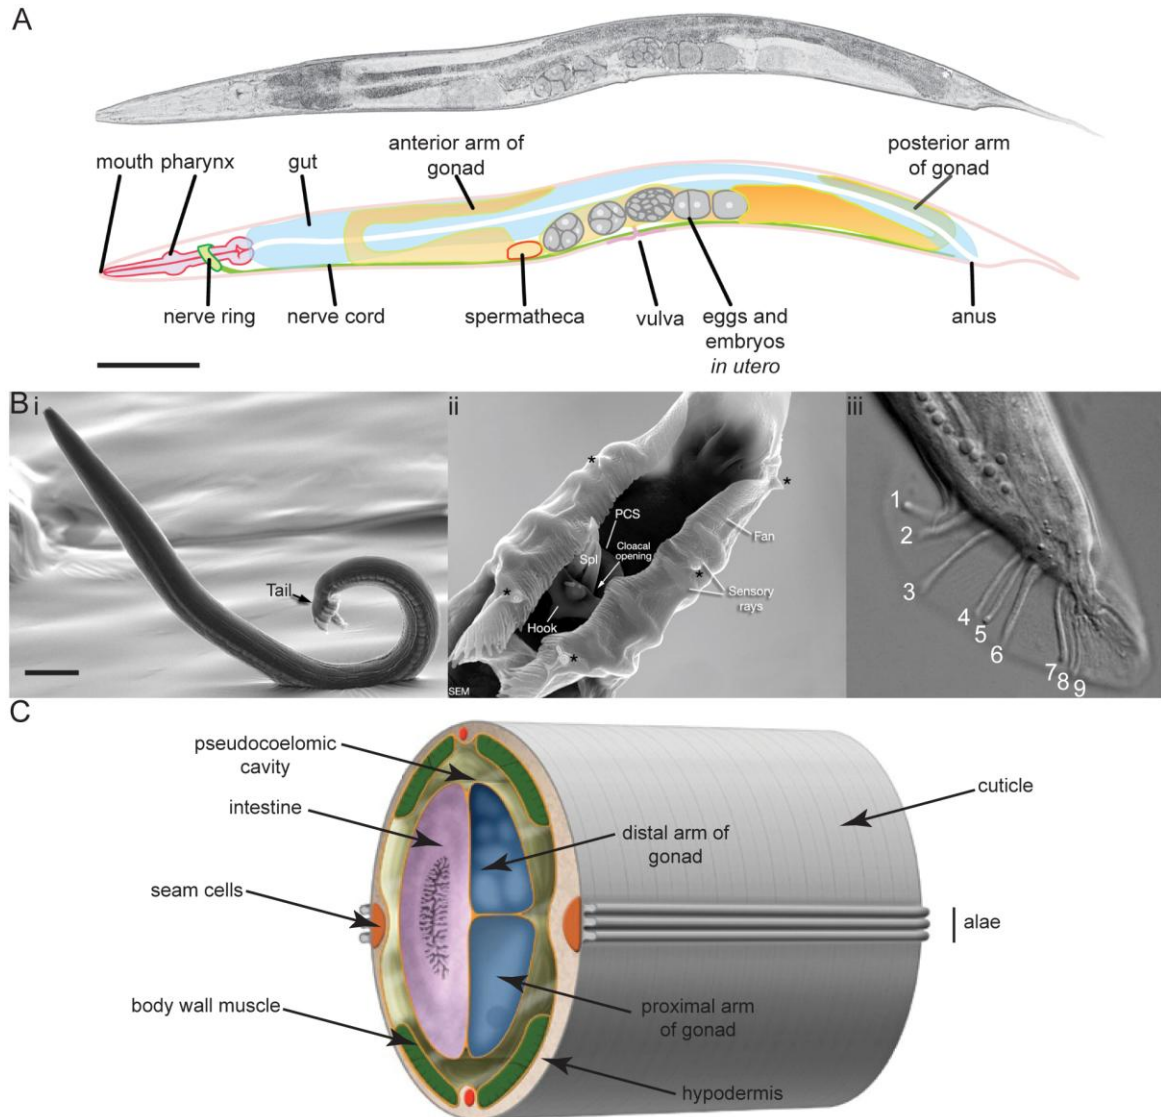 A
mouth
pharynx
gut
anterior arm of
gonad
posterior arm
of gonad
nerve ring
nerve cord
spermatheca
vulva
eggs and
embryos
in utero
anus
B
i
Tail
ii
*
*
PCS
Spl
Cloacal
opening
Fan
*
*
Sensory
rays
Hook
*
SEM
iii
1
2
3
4
5
6
7
8
9
C
pseudocoelomic
cavity
intestine
seam cells
body wall muscle
distal arm of
gonad
proximal arm
of gonad
hypodermis
cuticle
alae